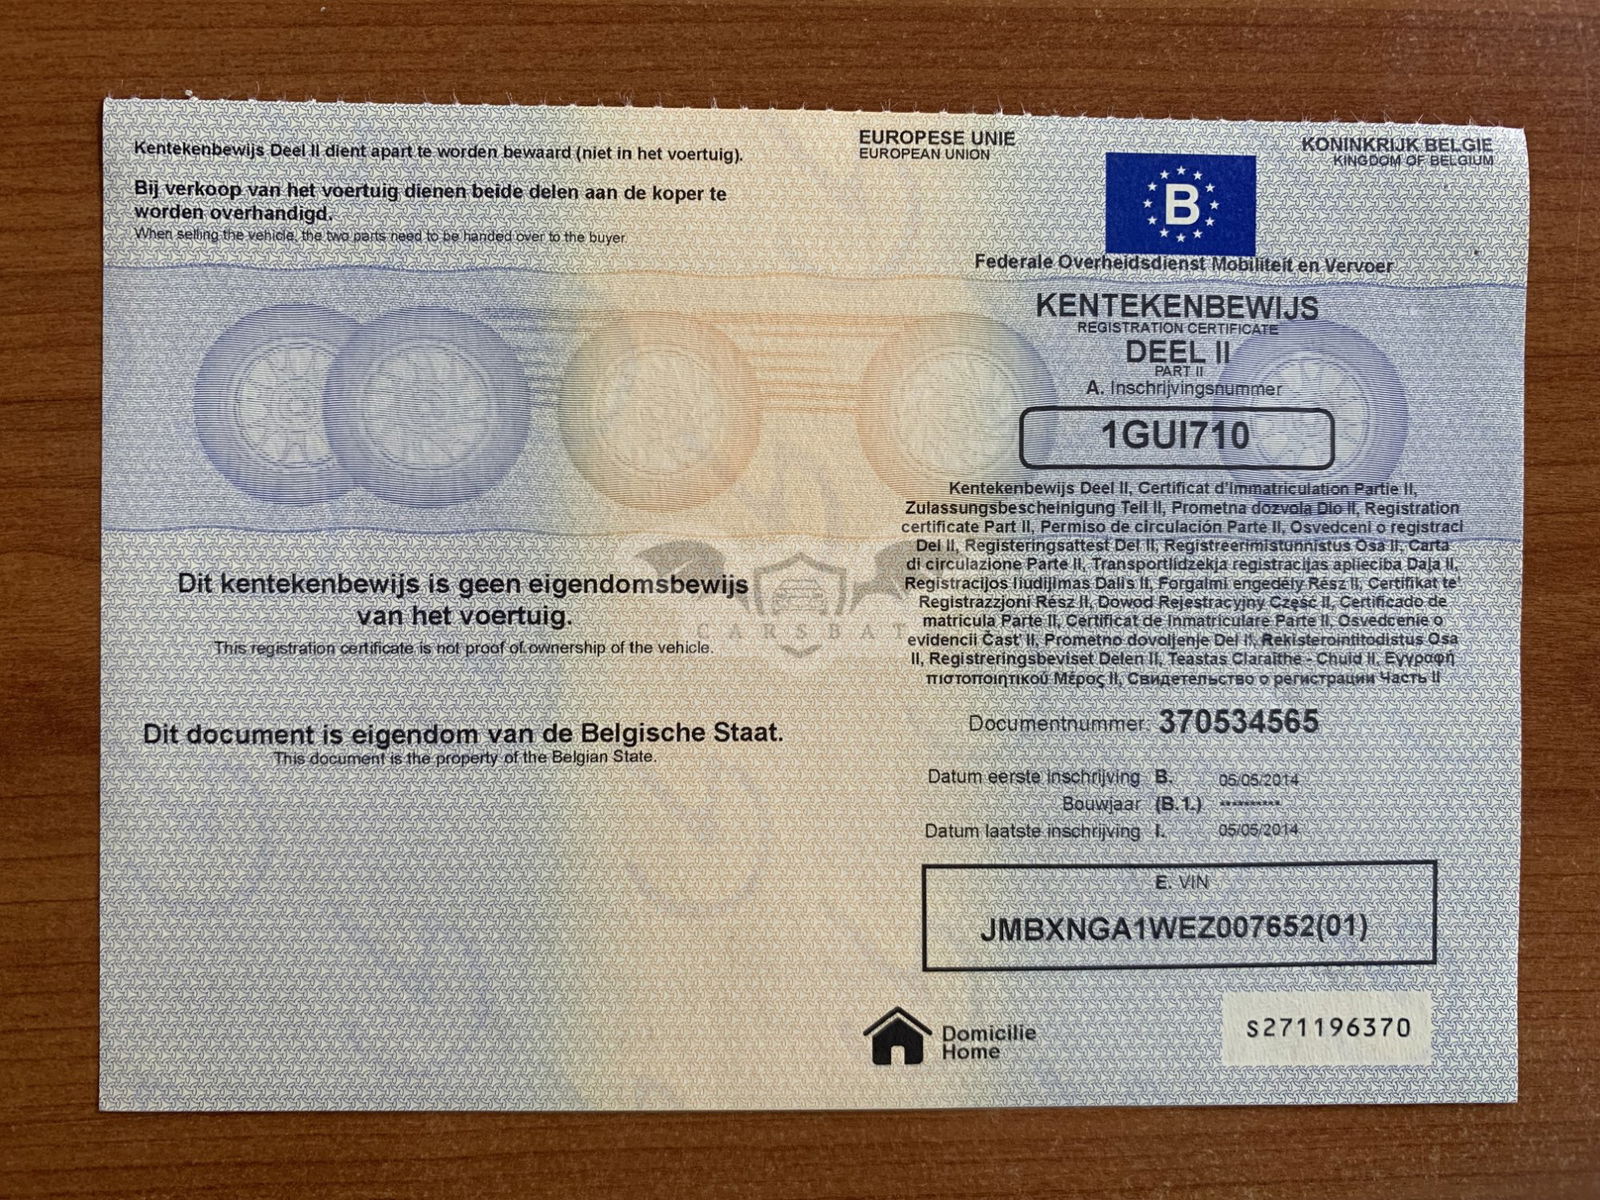 Kentekenbewijs Deel II dient apart te worden bewaard (niet in het voertuig).
Bij verkoop van het voertuig dienen beide delen aan de koper te
worden overhandigd.
When selling the vehicle, the two parts need to be handed over to the buyer.
Dit kentekenbewijs is geen eigendomsbewijs
van het voertuig.
This registration certificate is not proof of ownership of the vehicle.
Dit document is eigendom van de Belgische Staat.
This document is the property of the Belgian State.
CARSBAT
EUROPESE UNIE
EUROPEAN UNION
KONINKRIJK BELGIE
KINGDOM OF BELGIUM
B
Federale Overheidsdienst Mobiliteit en Vervoer
KENTEKENBEWIJS
REGISTRATION CERTIFICATE
DEEL II
PART II
A. Inschrijvingsnummer
1GUI710
Kentekenbewijs Deel II, Certificat d'Immatriculation Partie II,
Zulassungsbescheinigung Teil II, Prometna dozvola Dio II, Registration
certificate Part II, Permiso de circulación Parte II, Osvedceni o registraci
Del II, Registeringsattest Del II, Registreerimistunnistus Osa II, Carta
di circulazione Parte II, Transportlidzekja registracijas aplieciba Daļa II,
Registracijos liudijimas Dalis II, Forgalmi engedély Rész II, Certifikat te'
Registrazzjoni Rész II, Dowod Rejestracyjny Część II, Certificado de
matricula Parte II, Certificat de Inmatriculare Parte II, Osvedcenie o
evidencii Čast' II, Prometno dovoljenje Del II, Rekisterointitodistus Osa
II, Registreringsbeviset Delen II, Teastas Claraithe - Chuid II, Εγγραφή
πιστοποιητικού Μέρος II, Свидетельство о регистрации Часть II
Documentnummer: 370534565
Datum eerste inschrijving B. 05/05/2014
Bouwjaar (B.1.) **********
Datum laatste inschrijving I. 05/05/2014
E. VIN
JMBXNGA1WEZ007652(01)
Domicilie
Home
S271196370